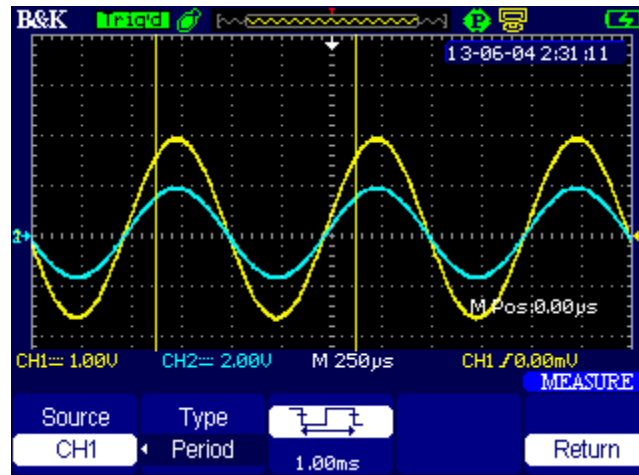 B&K Trig'd P
13-06-04 2:31:11
2
M Pos:0.00µs
CH1 1.00V CH2 2.00V M 250µs CH1 0.00mV
MEASURE
Source Type
CH1 Period Return
1.00ms